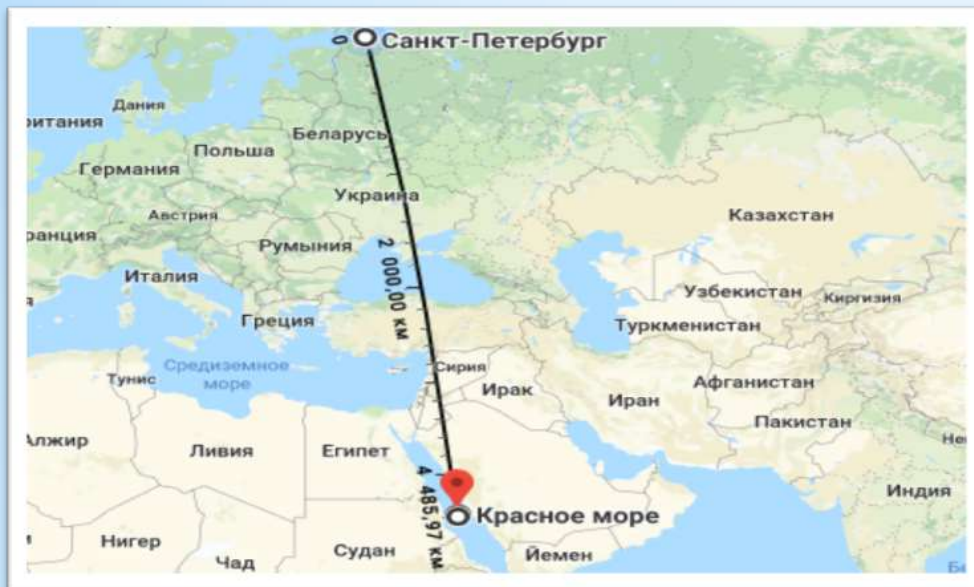 0
Санкт-Петербург
Дания
ритания
Беларусь
Польша
Германия
Украина
Австрия
Казахстан
ранция
Румыния
2 000,00 км
Италия
Узбекистан
Киргизия
Греция
Туркменистан
Средиземное
море
Сирия
Тунис
Ирак
Афганистан
Иран
Пакистан
Алжир
Ливия
Египет
4 485,97 км
Индия
Красное море
Нигер
Судан
Йемен
Чад